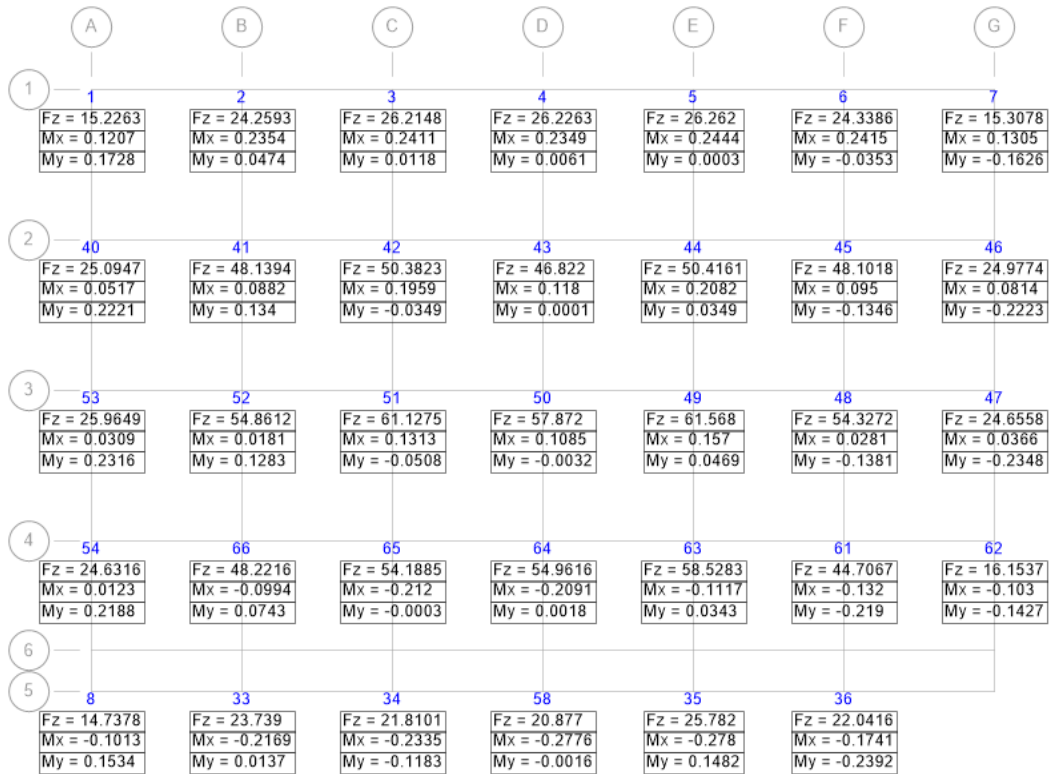 A B C D E F G
1
1 2 3 4 5 6 7
Fz = 15.2263 Fz = 24.2593 Fz = 26.2148 Fz = 26.2263 Fz = 26.262 Fz = 24.3386 Fz = 15.3078
Mx = 0.1207 Mx = 0.2354 Mx = 0.2411 Mx = 0.2349 Mx = 0.2444 Mx = 0.2415 Mx = 0.1305
My = 0.1728 My = 0.0474 My = 0.0118 My = 0.0061 My = 0.0003 My = -0.0353 My = -0.1626
2
40 41 42 43 44 45 46
Fz = 25.0947 Fz = 48.1394 Fz = 50.3823 Fz = 46.822 Fz = 50.4161 Fz = 48.1018 Fz = 24.9774
Mx = 0.0517 Mx = 0.0882 Mx = 0.1959 Mx = 0.118 Mx = 0.2082 Mx = 0.095 Mx = 0.0814
My = 0.2221 My = 0.134 My = -0.0349 My = 0.0001 My = 0.0349 My = -0.1346 My = -0.2223
3
53 52 51 50 49 48 47
Fz = 25.9649 Fz = 54.8612 Fz = 61.1275 Fz = 57.872 Fz = 61.568 Fz = 54.3272 Fz = 24.6558
Mx = 0.0309 Mx = 0.0181 Mx = 0.1313 Mx = 0.1085 Mx = 0.157 Mx = 0.0281 Mx = 0.0366
My = 0.2316 My = 0.1283 My = -0.0508 My = -0.0032 My = 0.0469 My = -0.1381 My = -0.2348
4
54 66 65 64 63 61 62
Fz = 24.6316 Fz = 48.2216 Fz = 54.1885 Fz = 54.9616 Fz = 58.5283 Fz = 44.7067 Fz = 16.1537
Mx = 0.0123 Mx = -0.0994 Mx = -0.212 Mx = -0.2091 Mx = -0.1117 Mx = -0.132 Mx = -0.103
My = 0.2188 My = 0.0743 My = -0.0003 My = 0.0018 My = 0.0343 My = -0.219 My = -0.1427
6
5
8 33 34 58 35 36
Fz = 14.7378 Fz = 23.739 Fz = 21.8101 Fz = 20.877 Fz = 25.782 Fz = 22.0416
Mx = -0.1013 Mx = -0.2169 Mx = -0.2335 Mx = -0.2776 Mx = -0.278 Mx = -0.1741
My = 0.1534 My = 0.0137 My = -0.1183 My = -0.0016 My = 0.1482 My = -0.2392